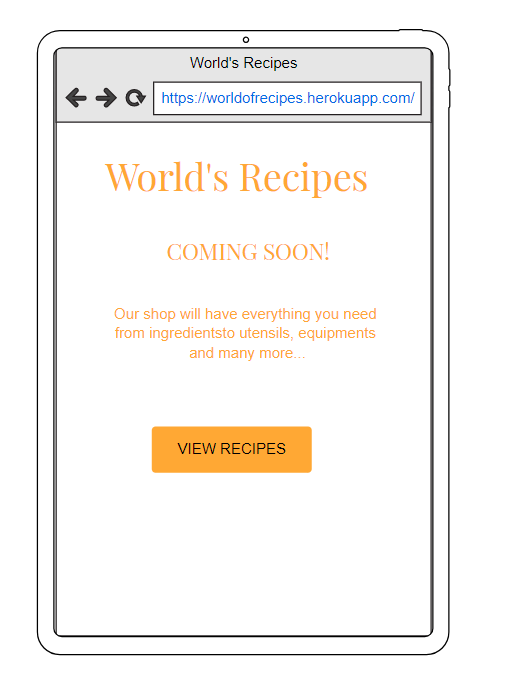 World's Recipes
https://worldofrecipes.herokuapp.com/
World's Recipes
COMING SOON!
Our shop will have everything you need
from ingredientsto utensils, equipments
and many more...
VIEW RECIPES